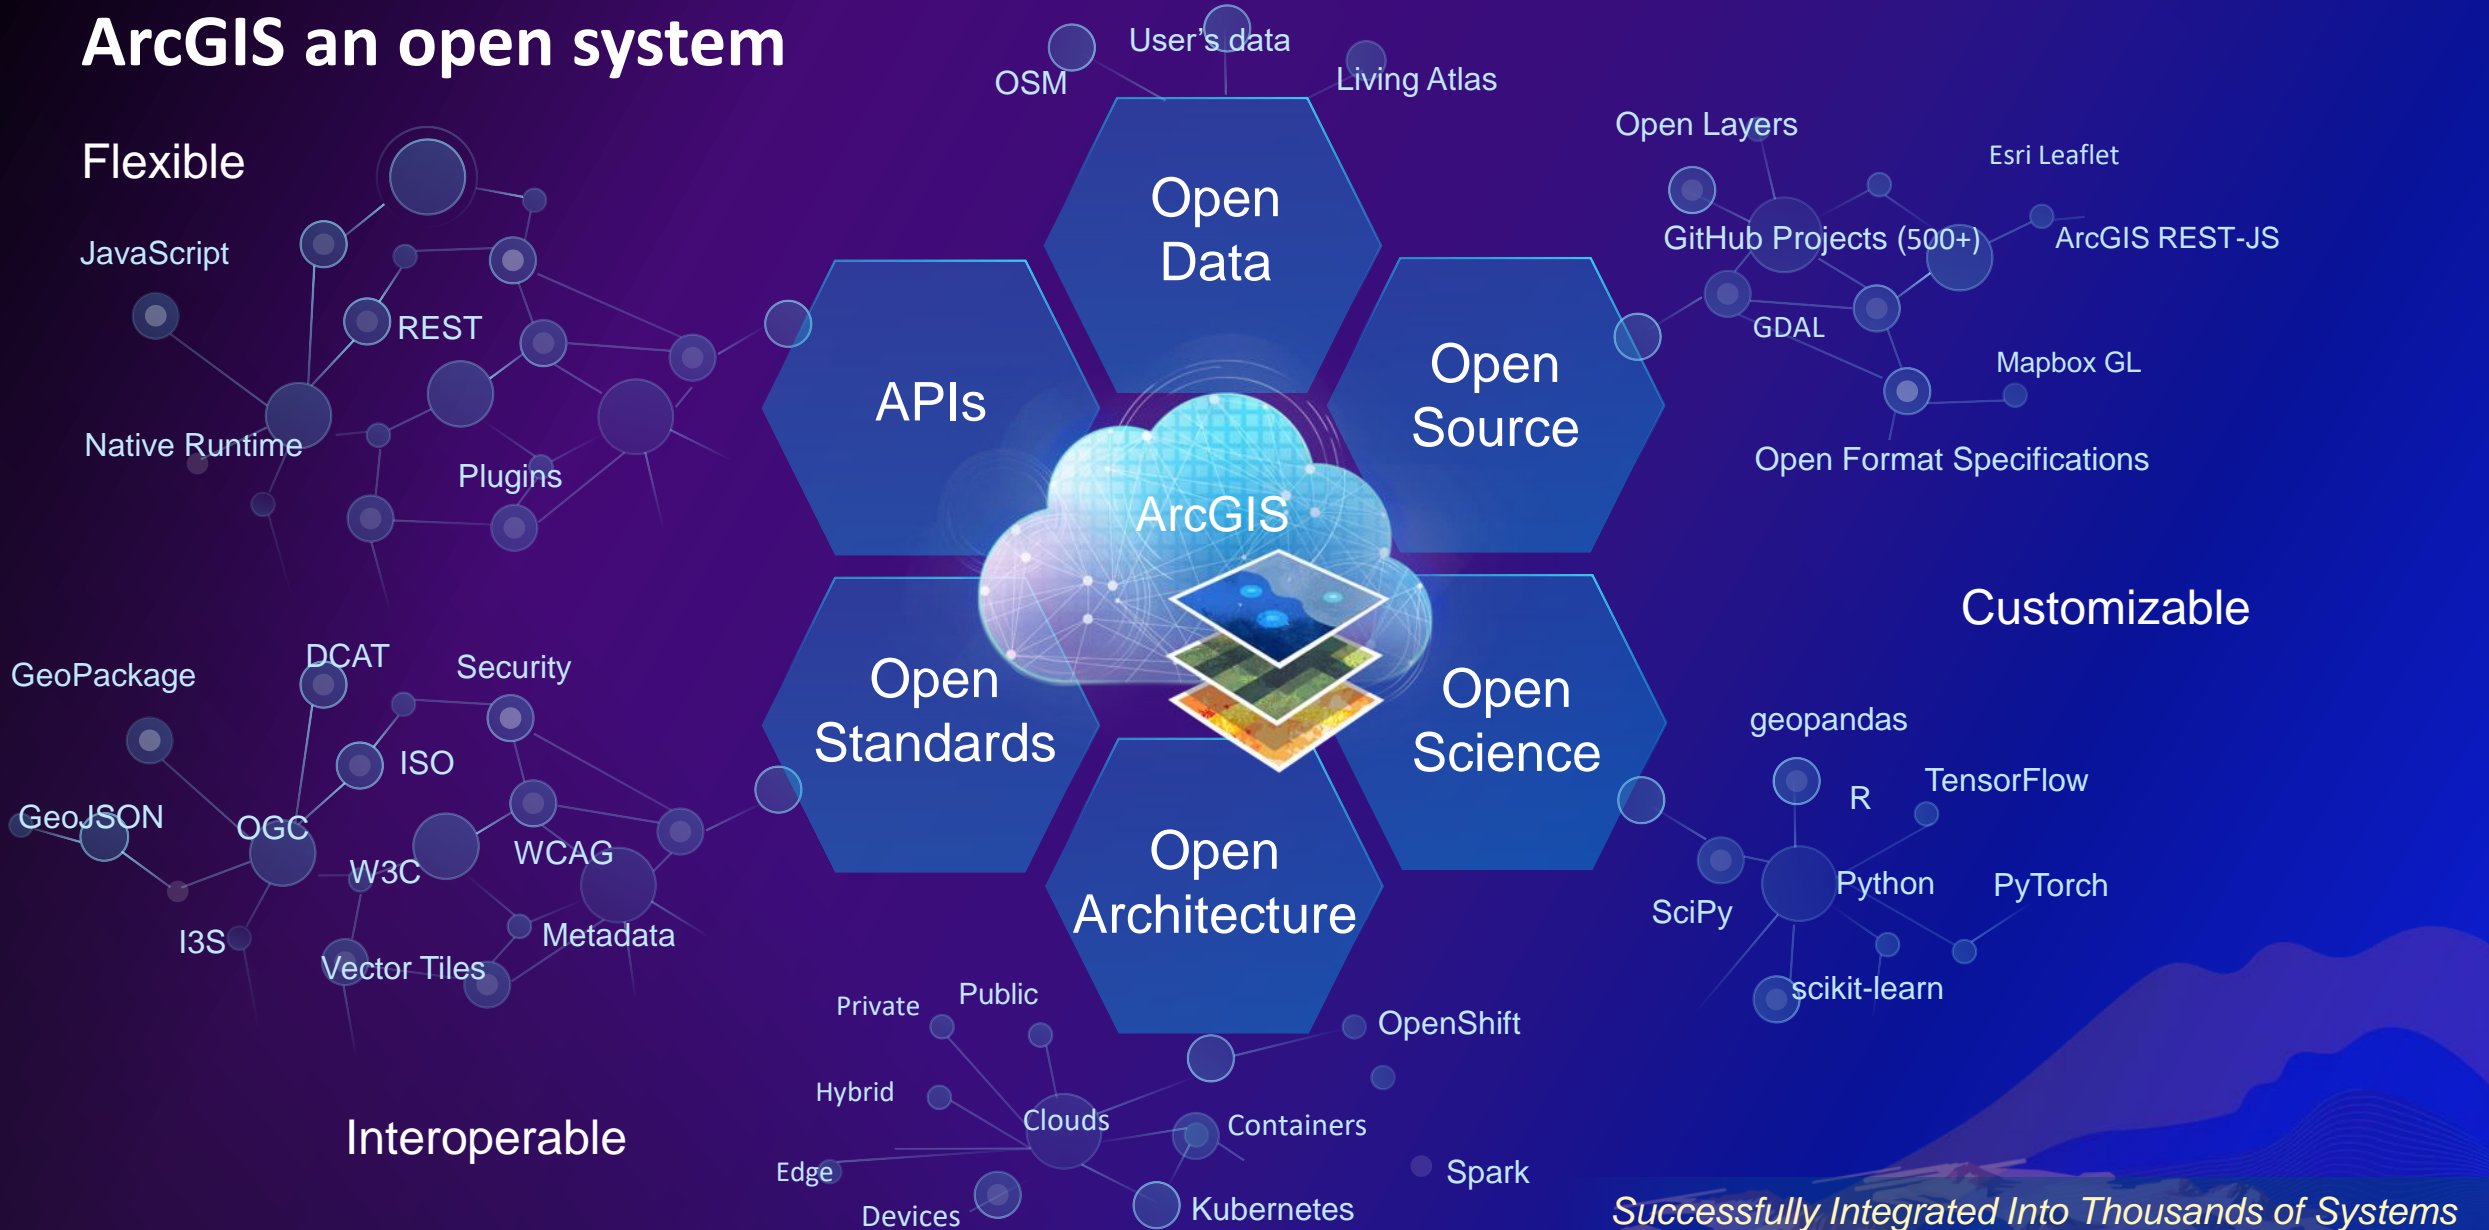 ArcGIS an open system
Flexible
JavaScript
REST
Native Runtime
Plugins
OSM
User's data
Living Atlas
Open
Data
APIs
Open
Source
ArcGIS
Open
Standards
Open
Science
Open
Architecture
Open Layers
Esri Leaflet
GitHub Projects (500+)
ArcGIS REST-JS
GDAL
Mapbox GL
Open Format Specifications
Customizable
GeoPackage
DCAT
Security
ISO
GeoJSON
OGC
W3C
WCAG
I3S
Vector Tiles
Metadata
Interoperable
geopandas
R
TensorFlow
Python
PyTorch
SciPy
scikit-learn
Private
Public
OpenShift
Hybrid
Clouds
Containers
Edge
Spark
Devices
Kubernetes
Successfully Integrated Into Thousands of Systems